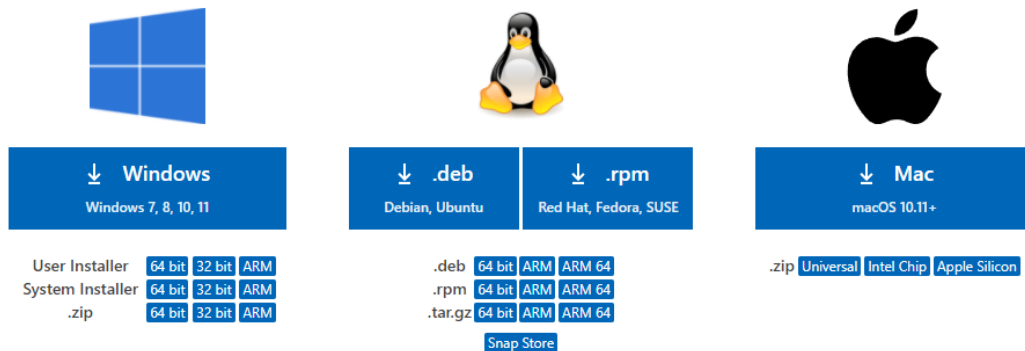 Windows
Windows 7, 8, 10, 11
User Installer 64 bit 32 bit ARM
System Installer 64 bit 32 bit ARM
.zip 64 bit 32 bit ARM
.deb
Debian, Ubuntu
.rpm
Red Hat, Fedora, SUSE
.deb 64 bit ARM ARM 64
.rpm 64 bit ARM ARM 64
.tar.gz 64 bit ARM ARM 64
Snap Store
Mac
macOS 10.11+
.zip Universal Intel Chip Apple Silicon